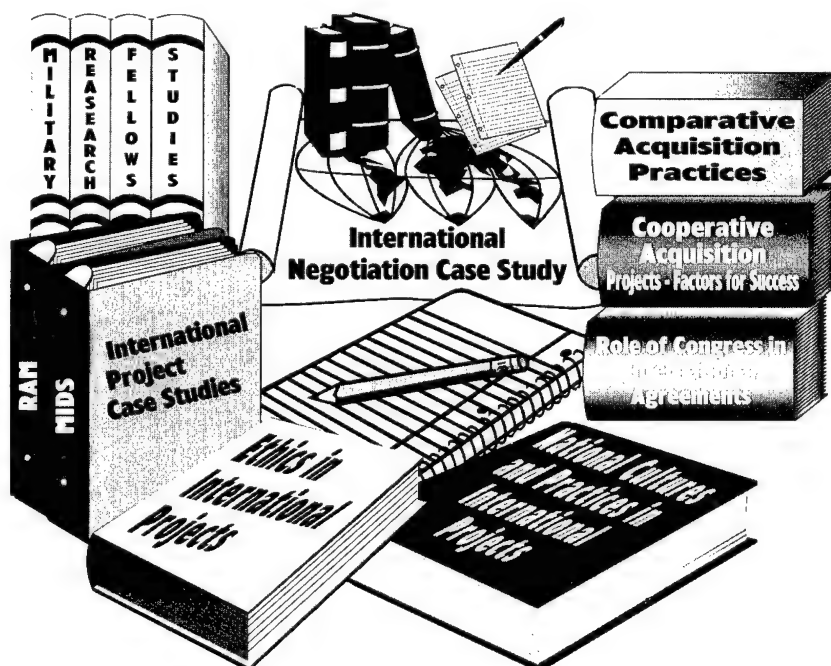 MILITARY
REASEARCH
FELLOWS
STUDIES
International
Negotiation Case Study
Comparative
Acquisition
Practices
Cooperative
Acquisition
Projects - Factors for Success
Role of Congress in
Agreements
RAM
MIDS
International
Project
Case Studies
Ethics in
International
Projects
National Cultures
and Practices in
International
Projects